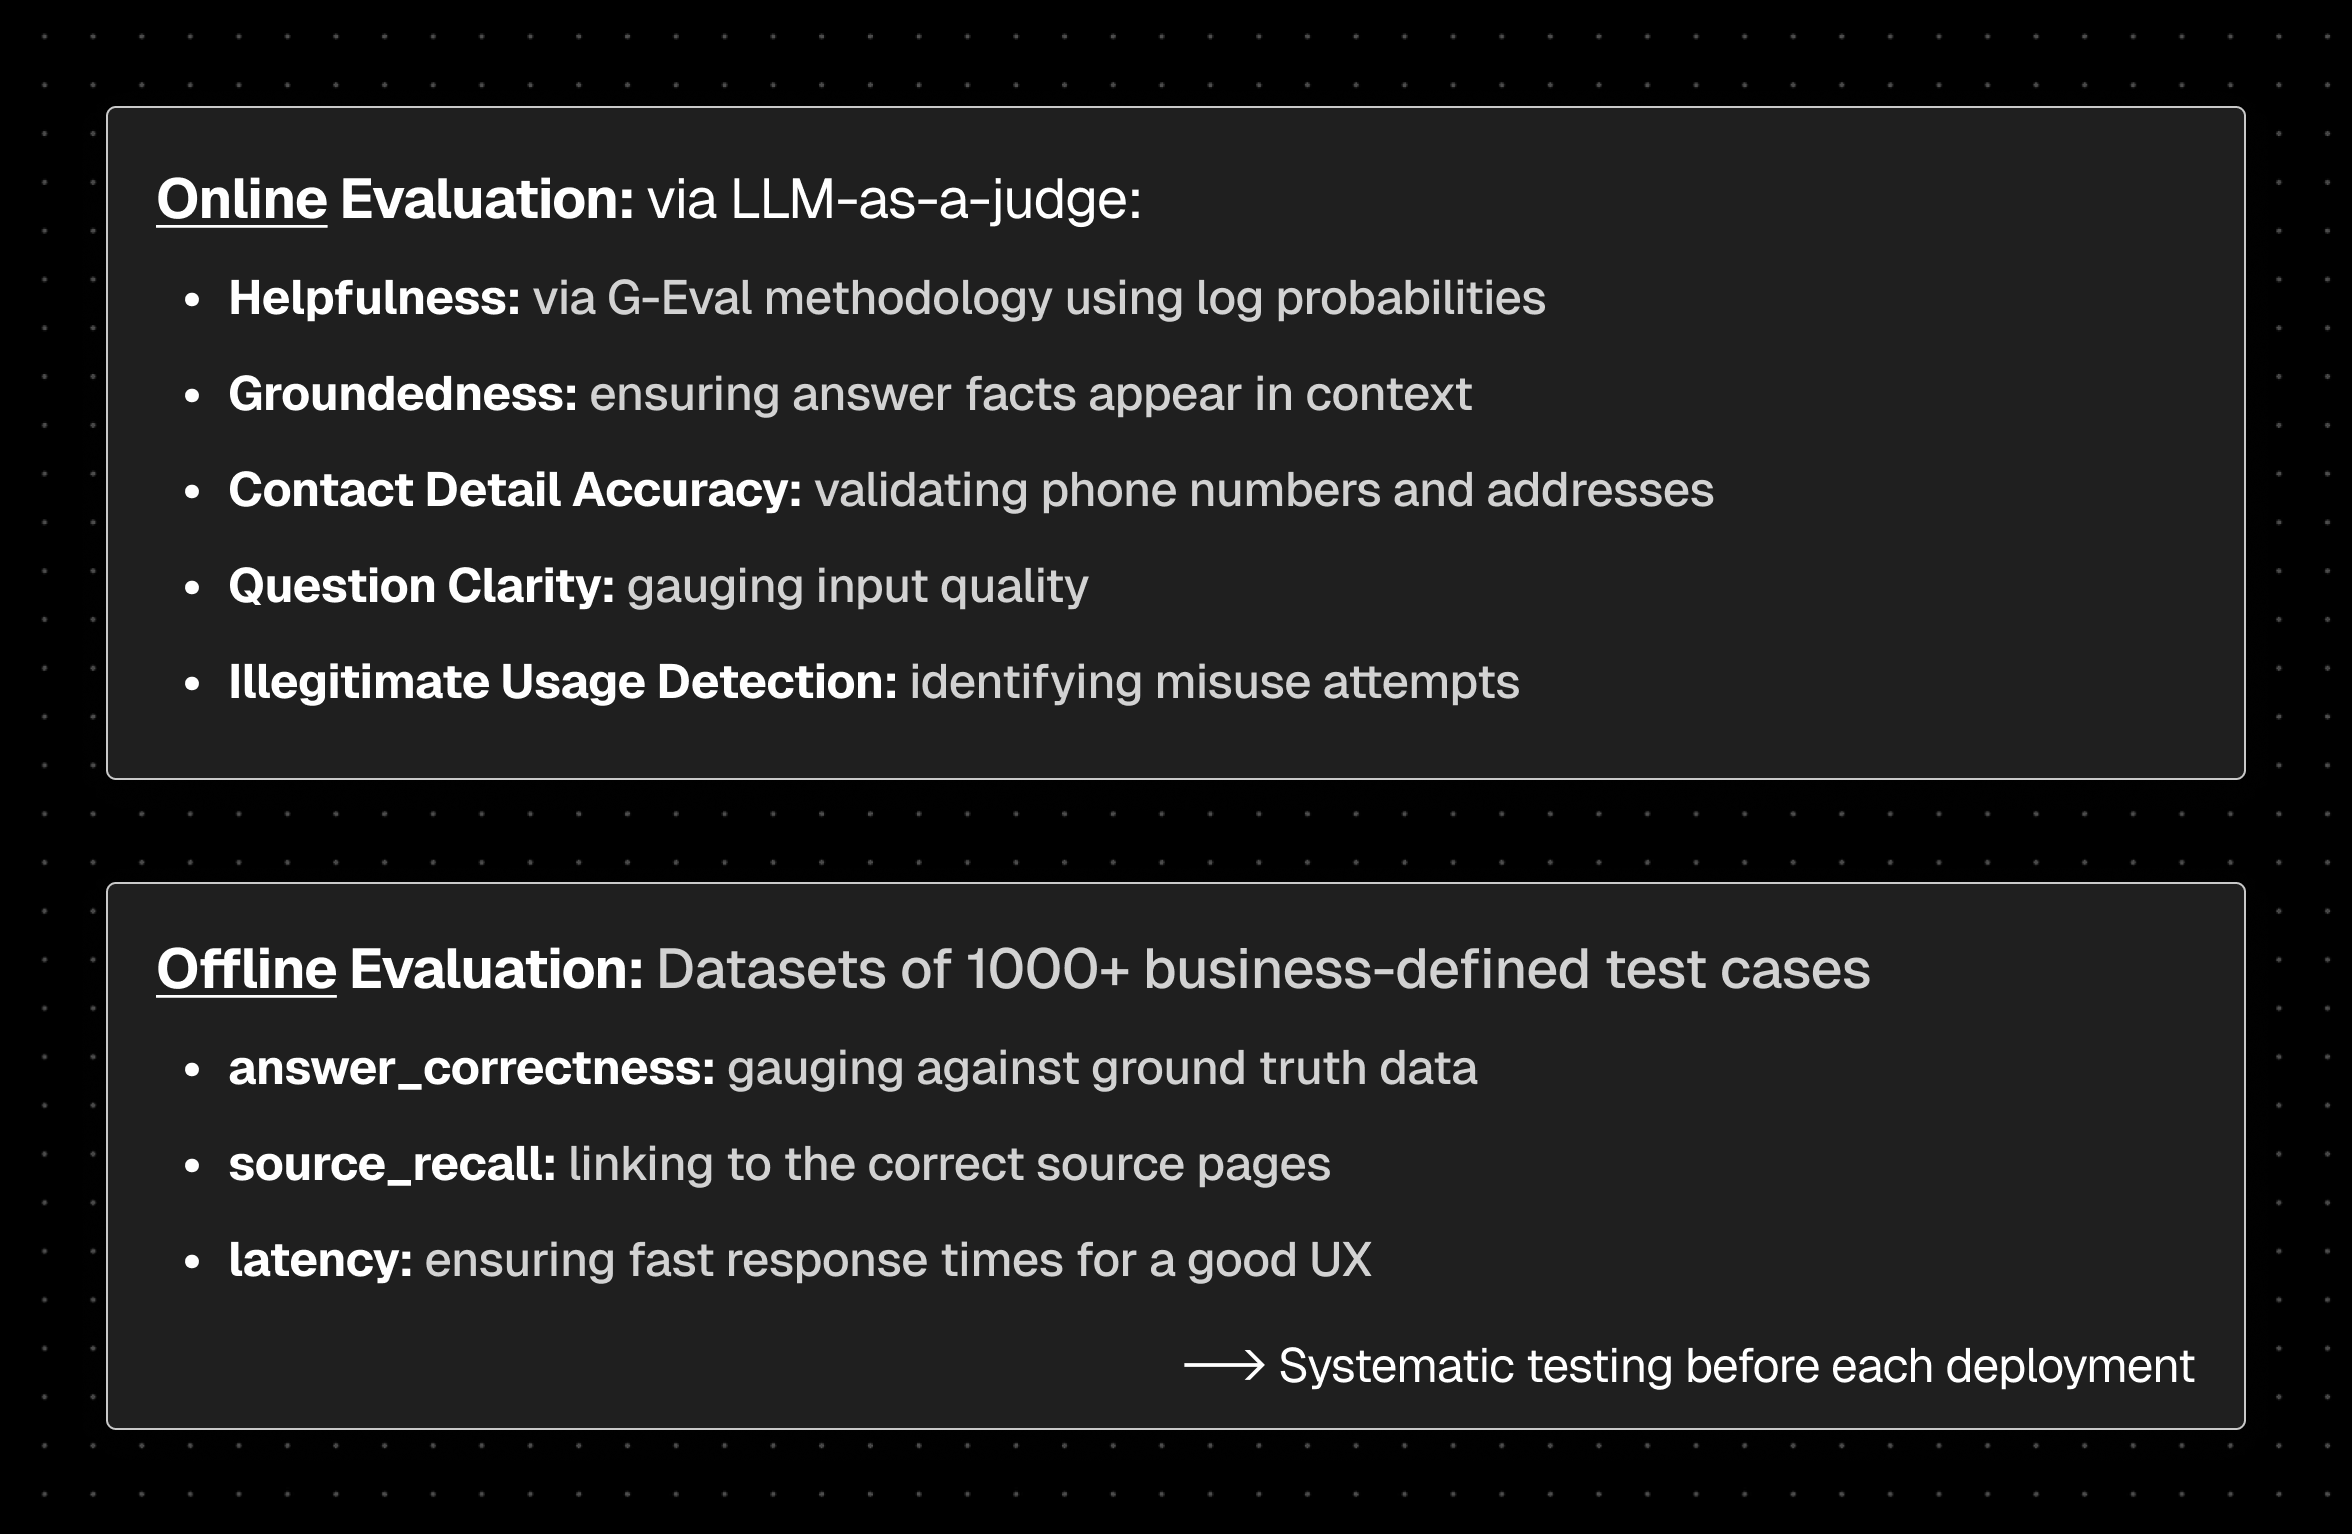 Online Evaluation: via LLM-as-a-judge:
• Helpfulness: via G-Eval methodology using log probabilities
• Groundedness: ensuring answer facts appear in context
• Contact Detail Accuracy: validating phone numbers and addresses
• Question Clarity: gauging input quality
• Illegitimate Usage Detection: identifying misuse attempts
Offline Evaluation: Datasets of 1000+ business-defined test cases
• answer_correctness: gauging against ground truth data
• source_recall: linking to the correct source pages
• latency: ensuring fast response times for a good UX
→ Systematic testing before each deployment